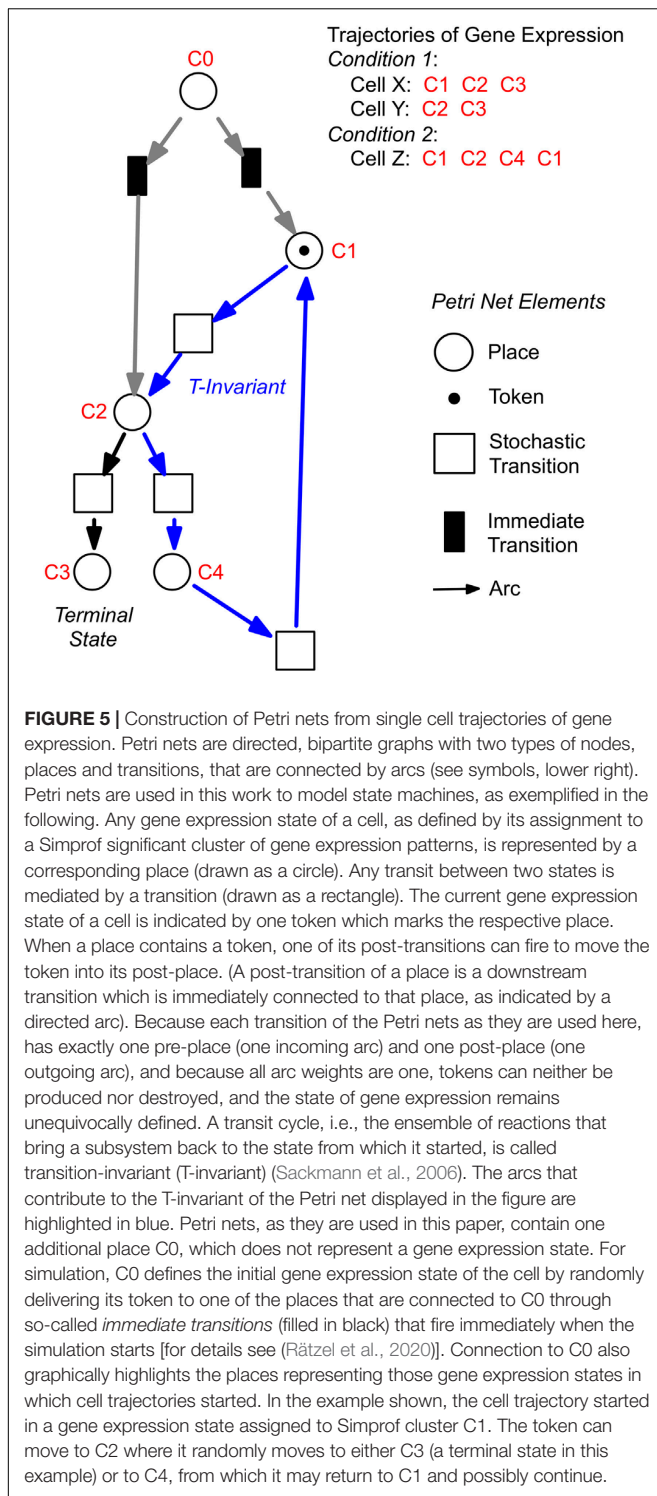 C0
Trajectories of Gene Expression
Condition 1:
Cell X: C1 C2 C3
Cell Y: C2 C3
Condition 2:
Cell Z: C1 C2 C4 C1
C1
T-Invariant
C2
C3
C4
Terminal
State
Petri Net Elements
Place
Token
Stochastic
Transition
Immediate
Transition
Arc
FIGURE 5 | Construction of Petri nets from single cell trajectories of gene
expression. Petri nets are directed, bipartite graphs with two types of nodes,
places and transitions, that are connected by arcs (see symbols, lower right).
Petri nets are used in this work to model state machines, as exemplified in the
following. Any gene expression state of a cell, as defined by its assignment to
a Simprof significant cluster of gene expression patterns, is represented by a
corresponding place (drawn as a circle). Any transit between two states is
mediated by a transition (drawn as a rectangle). The current gene expression
state of a cell is indicated by one token which marks the respective place.
When a place contains a token, one of its post-transitions can fire to move the
token into its post-place. (A post-transition of a place is a downstream
transition which is immediately connected to that place, as indicated by a
directed arc). Because each transition of the Petri nets as they are used here,
has exactly one pre-place (one incoming arc) and one post-place (one
outgoing arc), and because all arc weights are one, tokens can neither be
produced nor destroyed, and the state of gene expression remains
unequivocally defined. A transit cycle, i.e., the ensemble of reactions that
bring a subsystem back to the state from which it started, is called
transition-invariant (T-invariant) (Sackmann et al., 2006). The arcs that
contribute to the T-invariant of the Petri net displayed in the figure are
highlighted in blue. Petri nets, as they are used in this paper, contain one
additional place C0, which does not represent a gene expression state. For
simulation, C0 defines the initial gene expression state of the cell by randomly
delivering its token to one of the places that are connected to C0 through
so-called immediate transitions (filled in black) that fire immediately when the
simulation starts [for details see (Rätzel et al., 2020)]. Connection to C0 also
graphically highlights the places representing those gene expression states in
which cell trajectories started. In the example shown, the cell trajectory started
in a gene expression state assigned to Simprof cluster C1. The token can
move to C2 where it randomly moves to either C3 (a terminal state in this
example) or to C4, from which it may return to C1 and possibly continue.